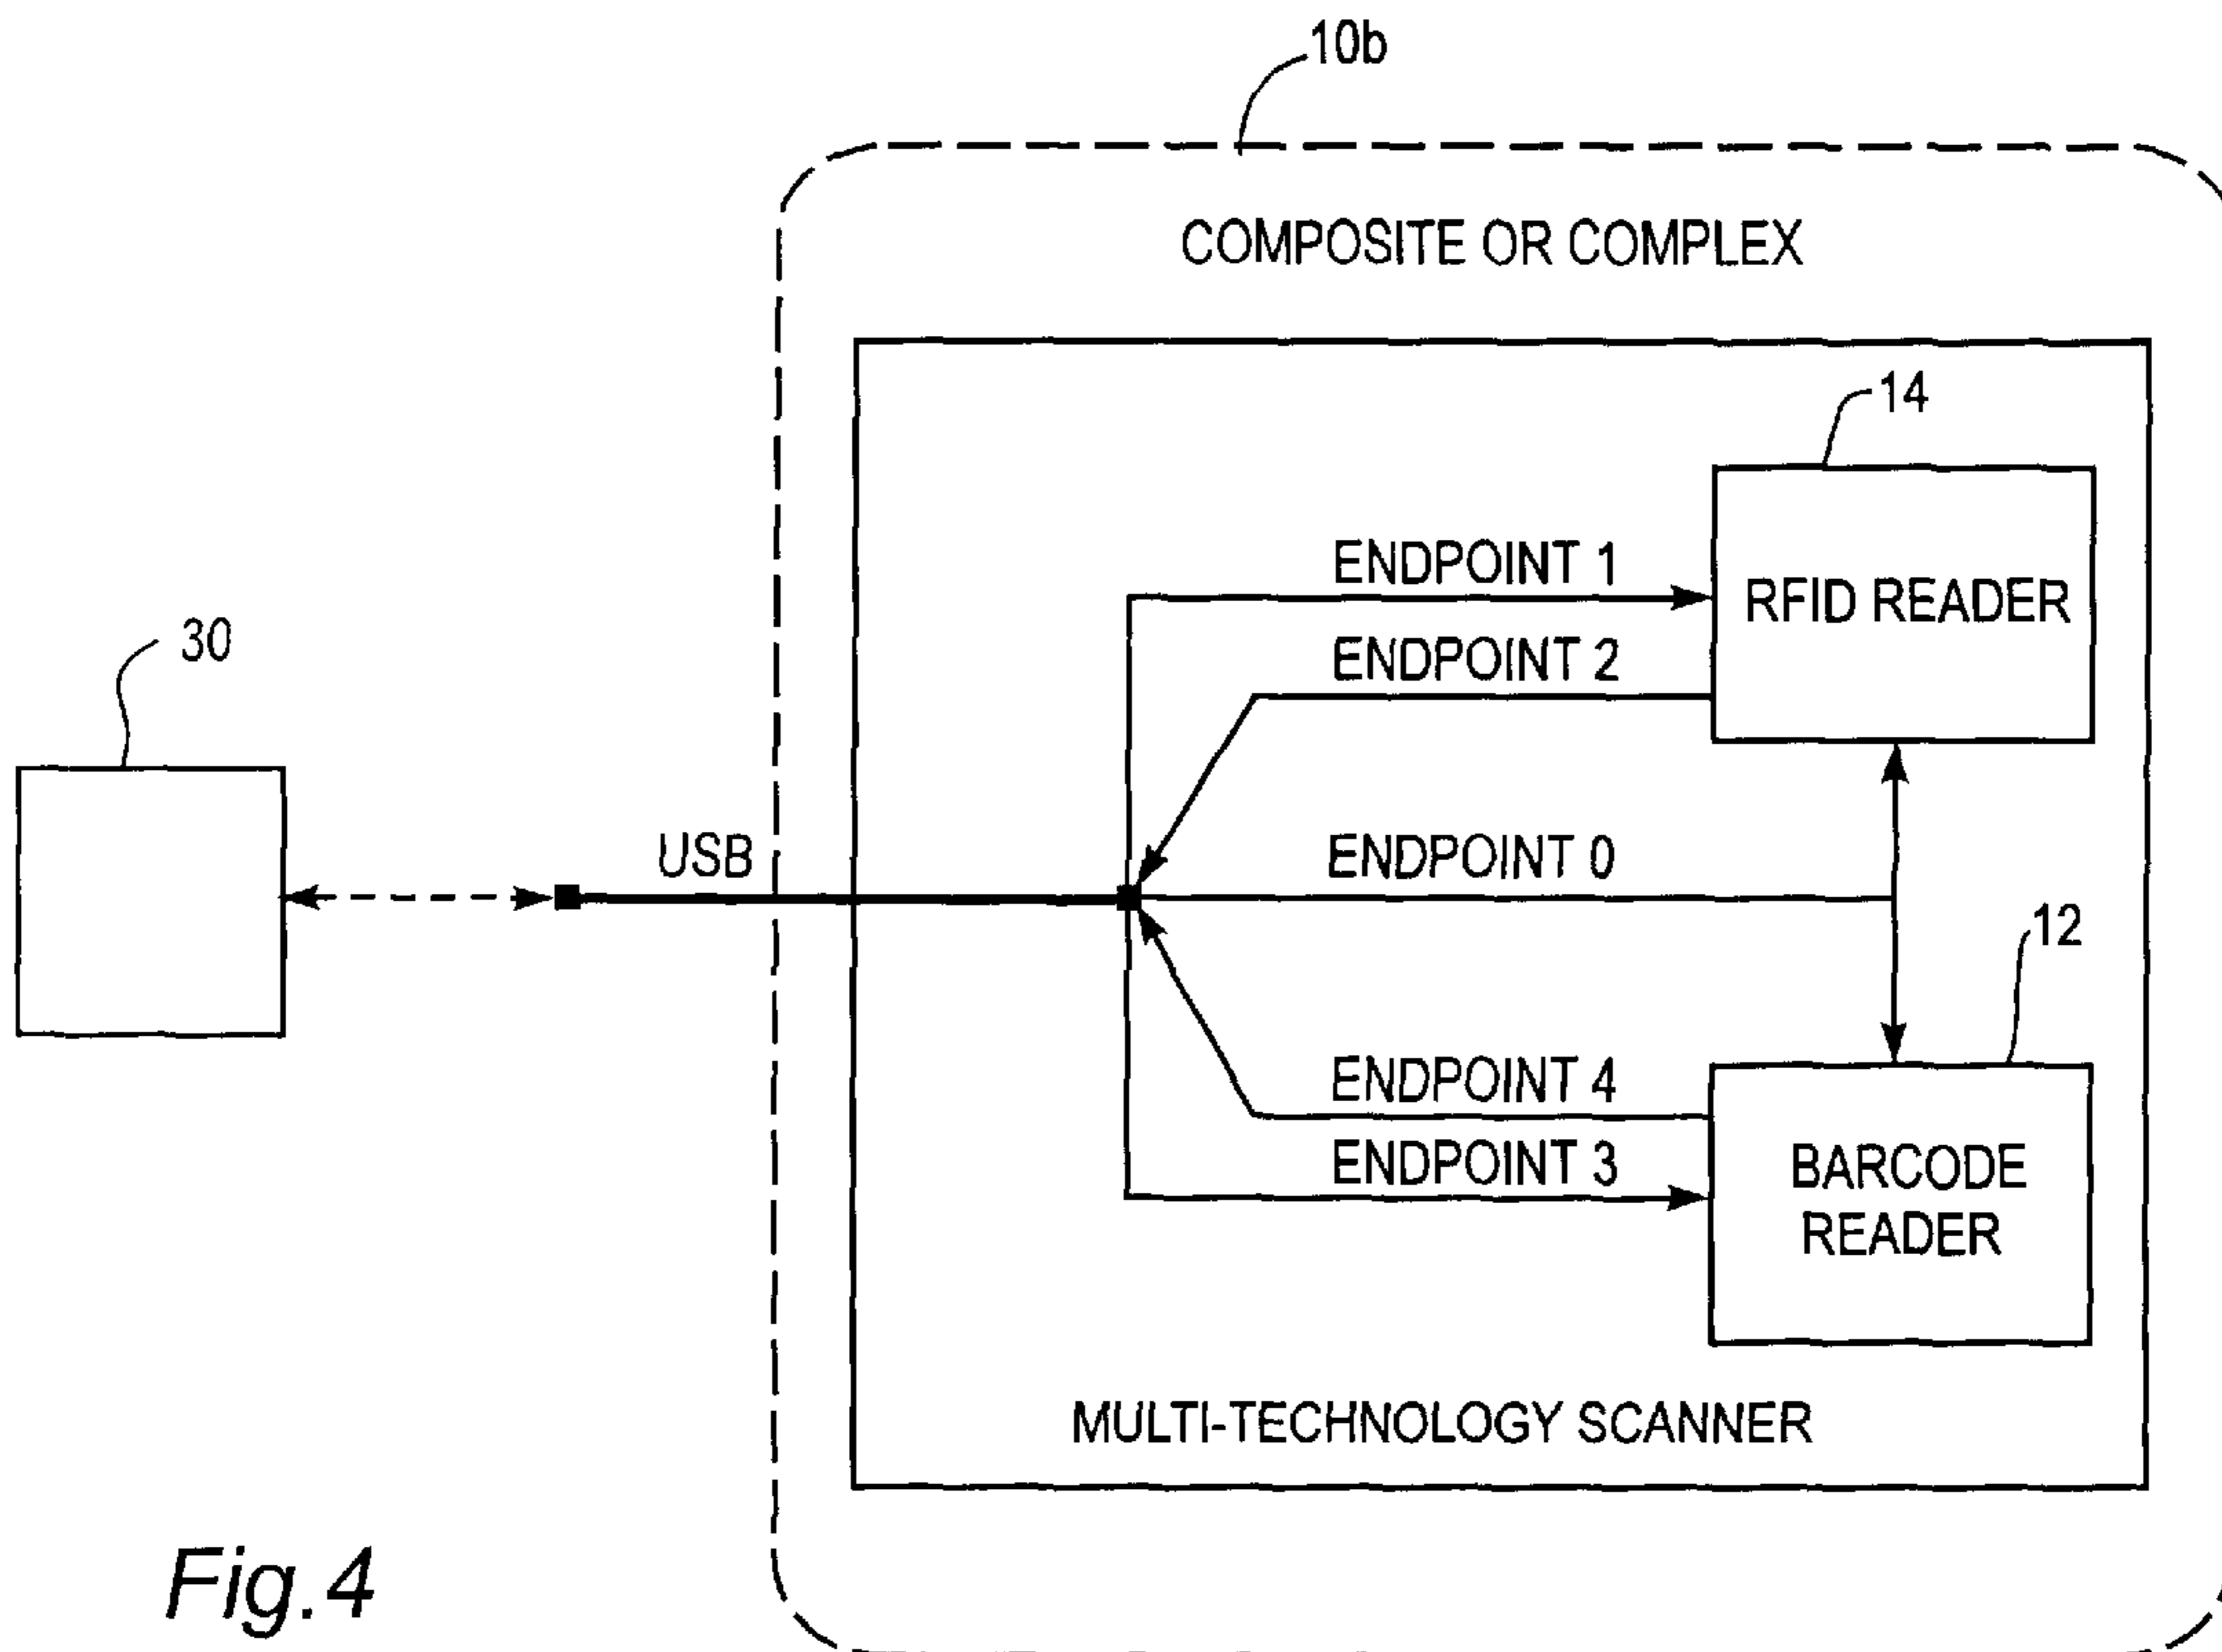 10b
COMPOSITE OR COMPLEX
14
ENDPOINT 1
RFID READER
ENDPOINT 2
30
USB
ENDPOINT 0
12
ENDPOINT 4
ENDPOINT 3
BARCODE
READER
MULTI-TECHNOLOGY SCANNER
Fig.4